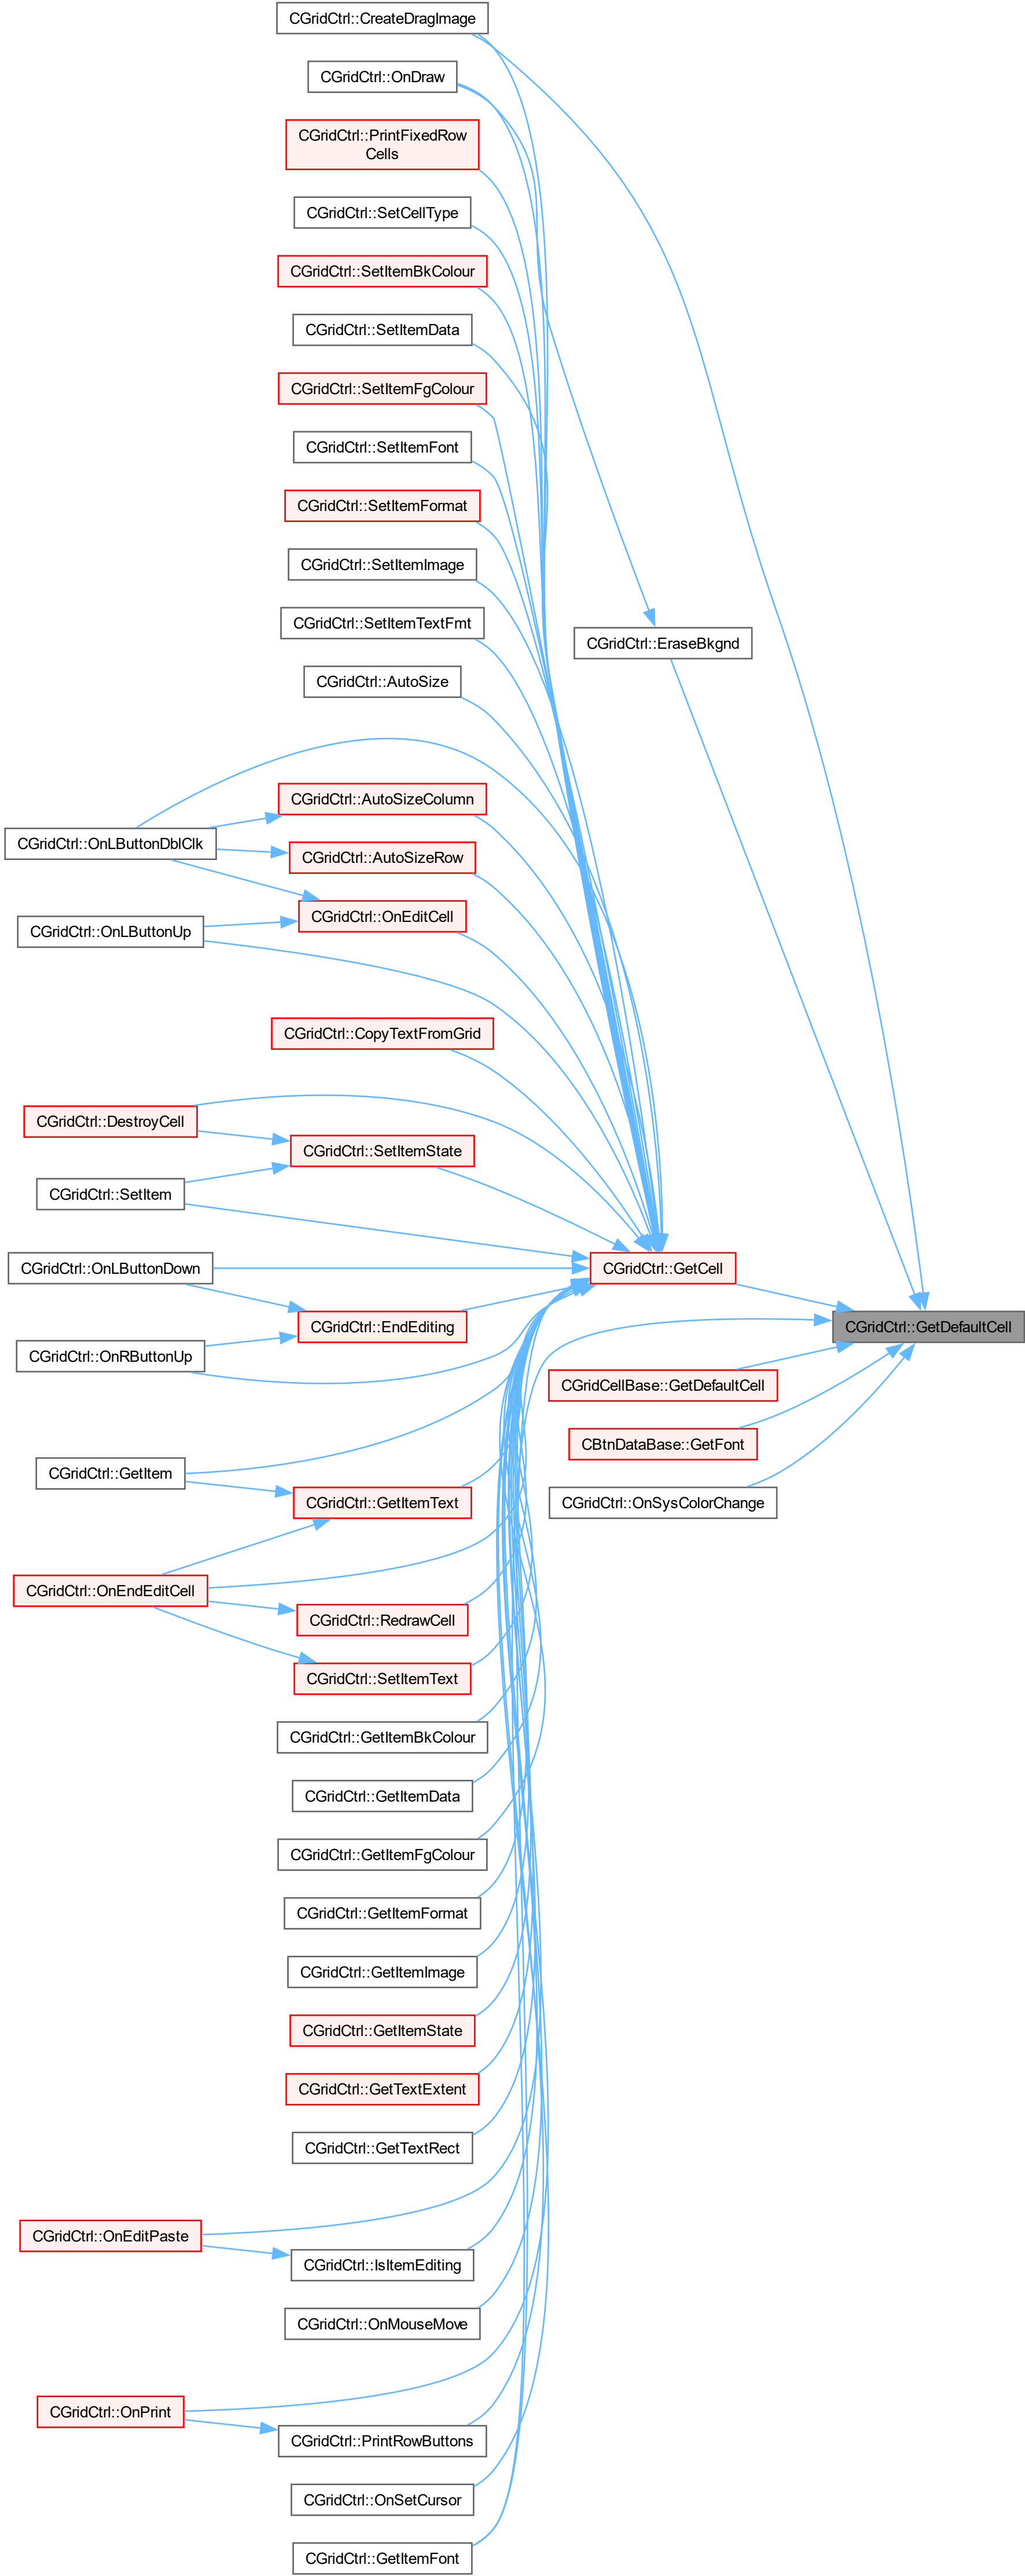 CGridCtrl::CreateDragImage
CGridCtrl::OnDraw
CGridCtrl::PrintFixedRow
Cells
CGridCtrl::SetCellType
CGridCtrl::SetItemBkColour
CGridCtrl::SetItemData
CGridCtrl::SetItemFgColour
CGridCtrl::SetItemFont
CGridCtrl::SetItemFormat
CGridCtrl::SetItemImage
CGridCtrl::SetItemTextFmt
CGridCtrl::EraseBkgnd
CGridCtrl::AutoSize
CGridCtrl::AutoSizeColumn
CGridCtrl::OnLButtonDblClk
CGridCtrl::AutoSizeRow
CGridCtrl::OnEditCell
CGridCtrl::OnLButtonUp
CGridCtrl::CopyTextFromGrid
CGridCtrl::DestroyCell
CGridCtrl::SetItemState
CGridCtrl::SetItem
CGridCtrl::OnLButtonDown
CGridCtrl::GetCell
CGridCtrl::EndEditing
CGridCtrl::GetDefaultCell
CGridCtrl::OnRButtonUp
CGridCellBase::GetDefaultCell
CBtnDataBase::GetFont
CGridCtrl::GetItem
CGridCtrl::GetItemText
CGridCtrl::OnSysColorChange
CGridCtrl::OnEndEditCell
CGridCtrl::RedrawCell
CGridCtrl::SetItemText
CGridCtrl::GetItemBkColour
CGridCtrl::GetItemData
CGridCtrl::GetItemFgColour
CGridCtrl::GetItemFormat
CGridCtrl::GetItemImage
CGridCtrl::GetItemState
CGridCtrl::GetTextExtent
CGridCtrl::GetTextRect
CGridCtrl::OnEditPaste
CGridCtrl::IsItemEditing
CGridCtrl::OnMouseMove
CGridCtrl::OnPrint
CGridCtrl::PrintRowButtons
CGridCtrl::OnSetCursor
CGridCtrl::GetItemFont